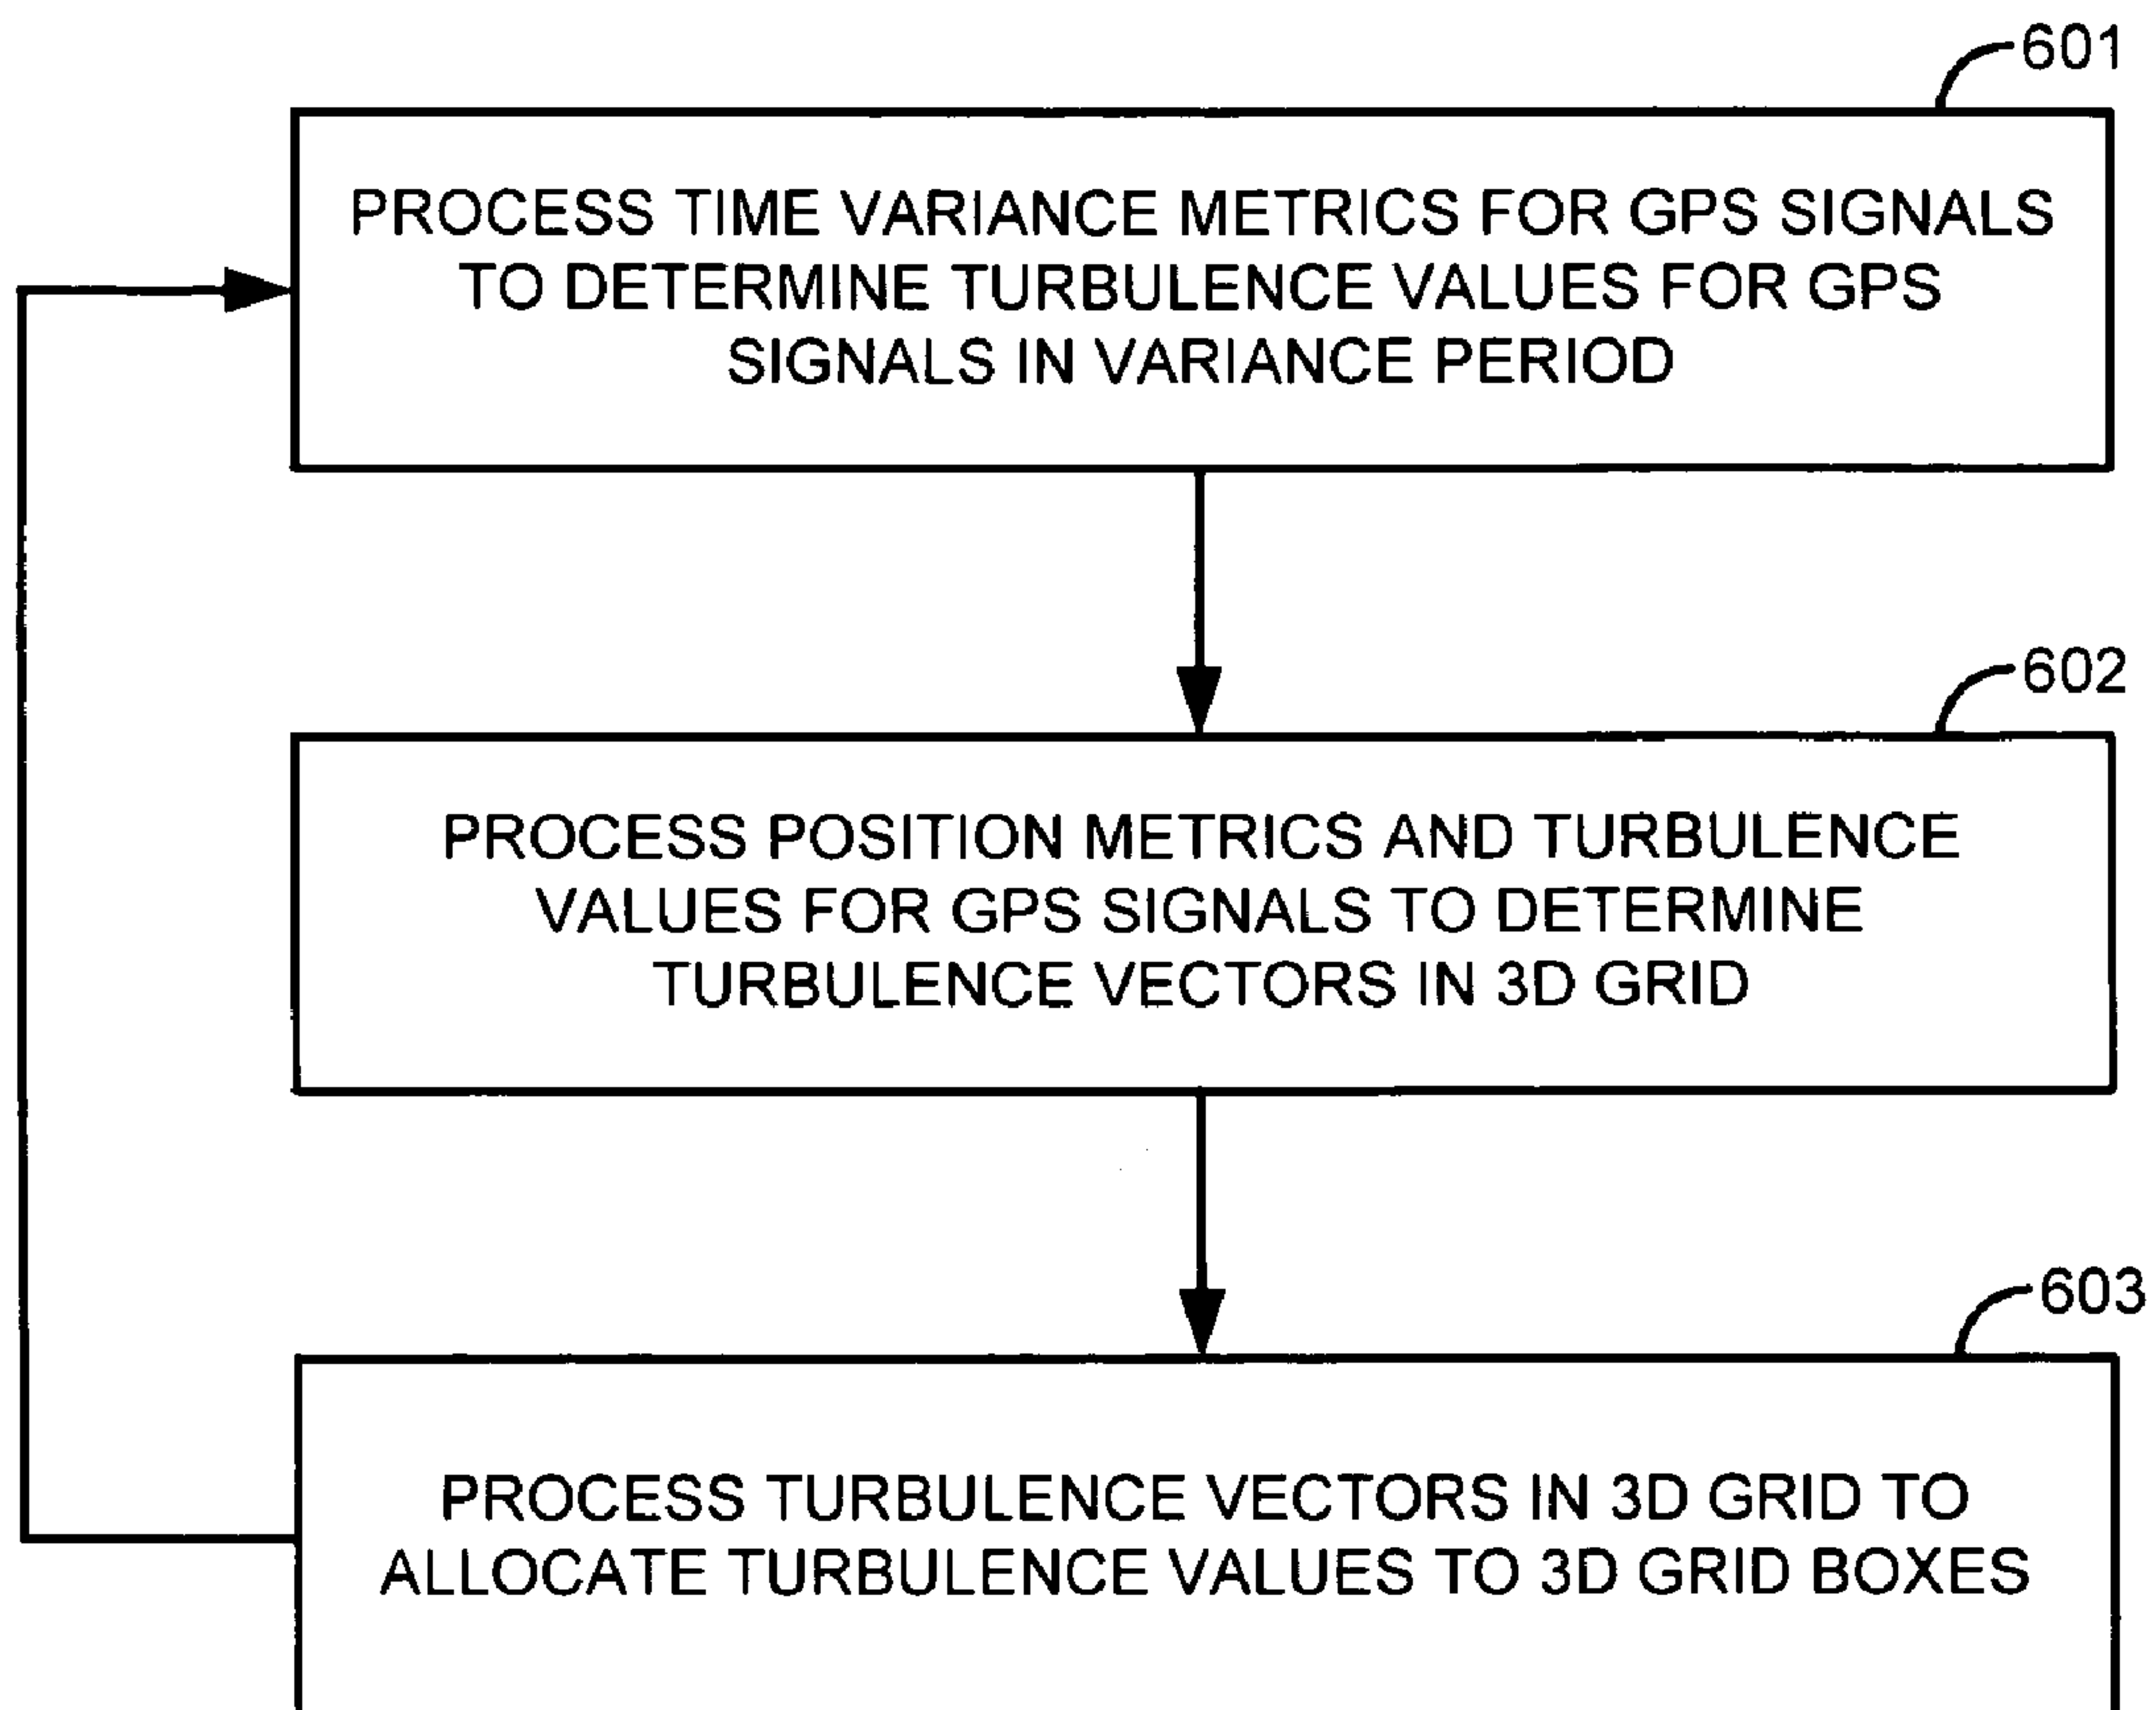 601
PROCESS TIME VARIANCE METRICS FOR GPS SIGNALS
TO DETERMINE TURBULENCE VALUES FOR GPS
SIGNALS IN VARIANCE PERIOD
602
PROCESS POSITION METRICS AND TURBULENCE
VALUES FOR GPS SIGNALS TO DETERMINE
TURBULENCE VECTORS IN 3D GRID
603
PROCESS TURBULENCE VECTORS IN 3D GRID TO
ALLOCATE TURBULENCE VALUES TO 3D GRID BOXES